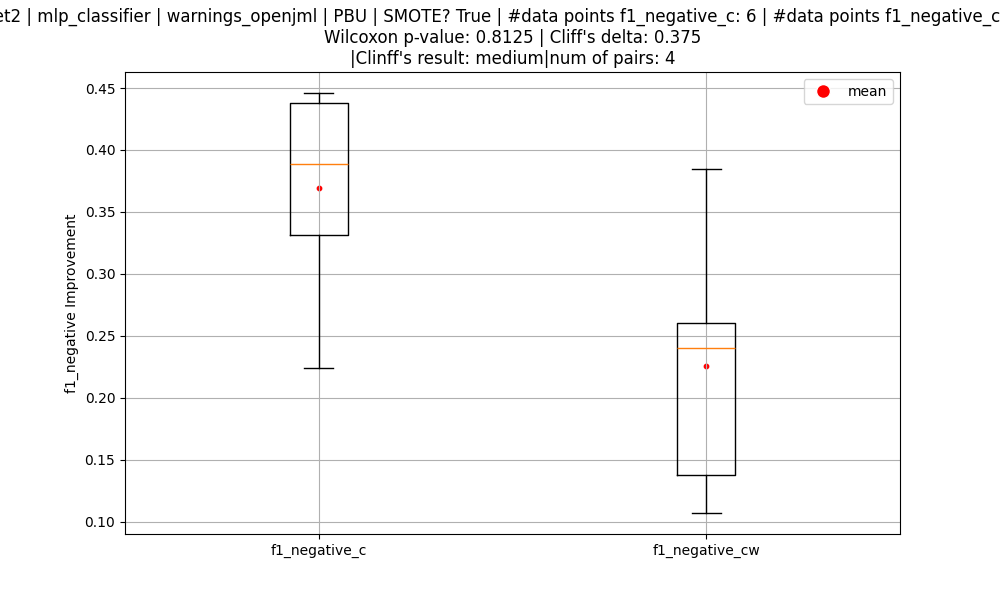 et2 | mlp_classifier | warnings_openjml | PBU | SMOTE? True | #data points f1_negative_c: 6 | #data points f1_negative_c
Wilcoxon p-value: 0.8125 | Cliff's delta: 0.375
|Clinff's result: medium|num of pairs: 4
mean
f1_negative Improvement
0.45
0.40
0.35
0.30
0.25
0.20
0.15
0.10
f1_negative_c
f1_negative_cw